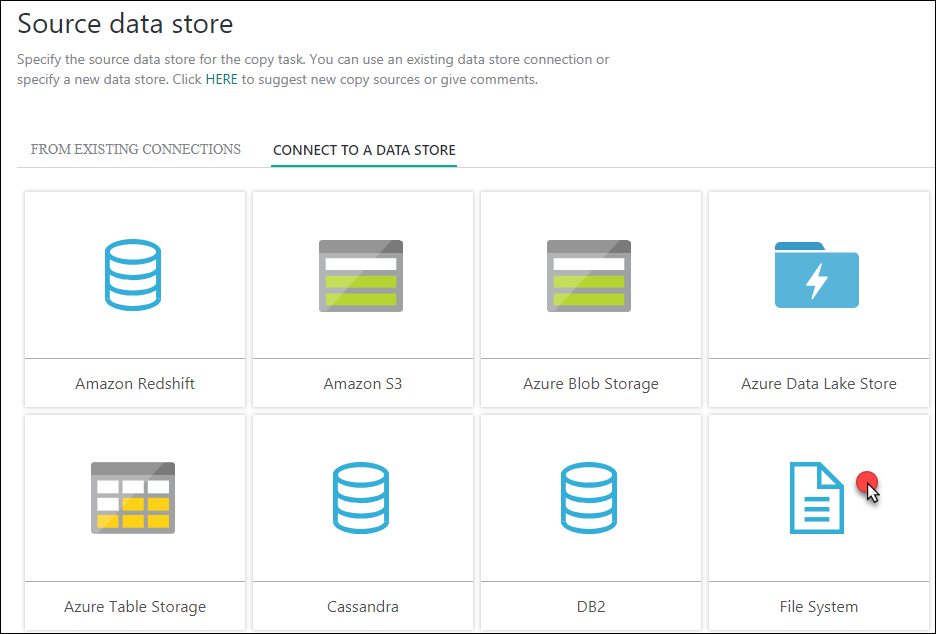 Source data store
Specify the source data store for the copy task. You can use an existing data store connection or
specify a new data store. Click HERE to suggest new copy sources or give comments.
FROM EXISTING CONNECTIONS
CONNECT TO A DATA STORE
Amazon Redshift
Amazon S3
Azure Blob Storage
Azure Data Lake Store
Azure Table Storage
Cassandra
DB2
File System